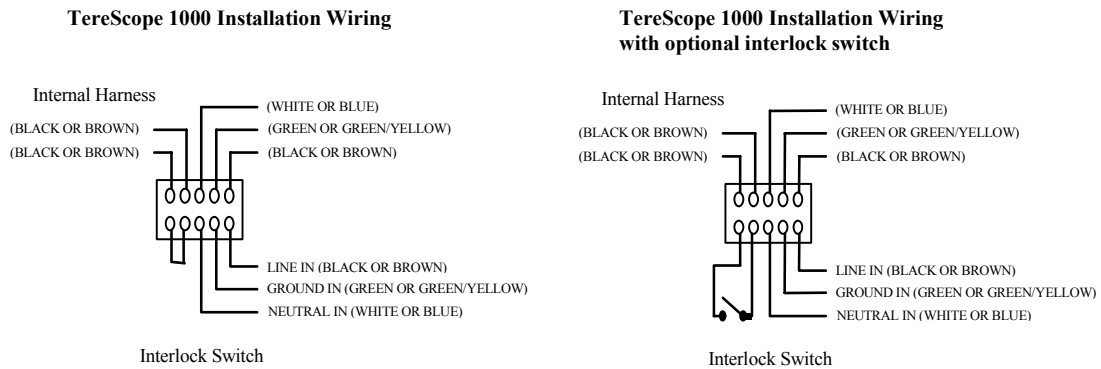 TereScope 1000 Installation Wiring
Internal Harness
(WHITE OR BLUE)
(BLACK OR BROWN)
(GREEN OR GREEN/YELLOW)
(BLACK OR BROWN)
(BLACK OR BROWN)
LINE IN (BLACK OR BROWN)
GROUND IN (GREEN OR GREEN/YELLOW)
NEUTRAL IN (WHITE OR BLUE)
Interlock Switch
TereScope 1000 Installation Wiring
with optional interlock switch
Internal Harness
(WHITE OR BLUE)
(BLACK OR BROWN)
(GREEN OR GREEN/YELLOW)
(BLACK OR BROWN)
(BLACK OR BROWN)
LINE IN (BLACK OR BROWN)
GROUND IN (GREEN OR GREEN/YELLOW)
NEUTRAL IN (WHITE OR BLUE)
Interlock Switch